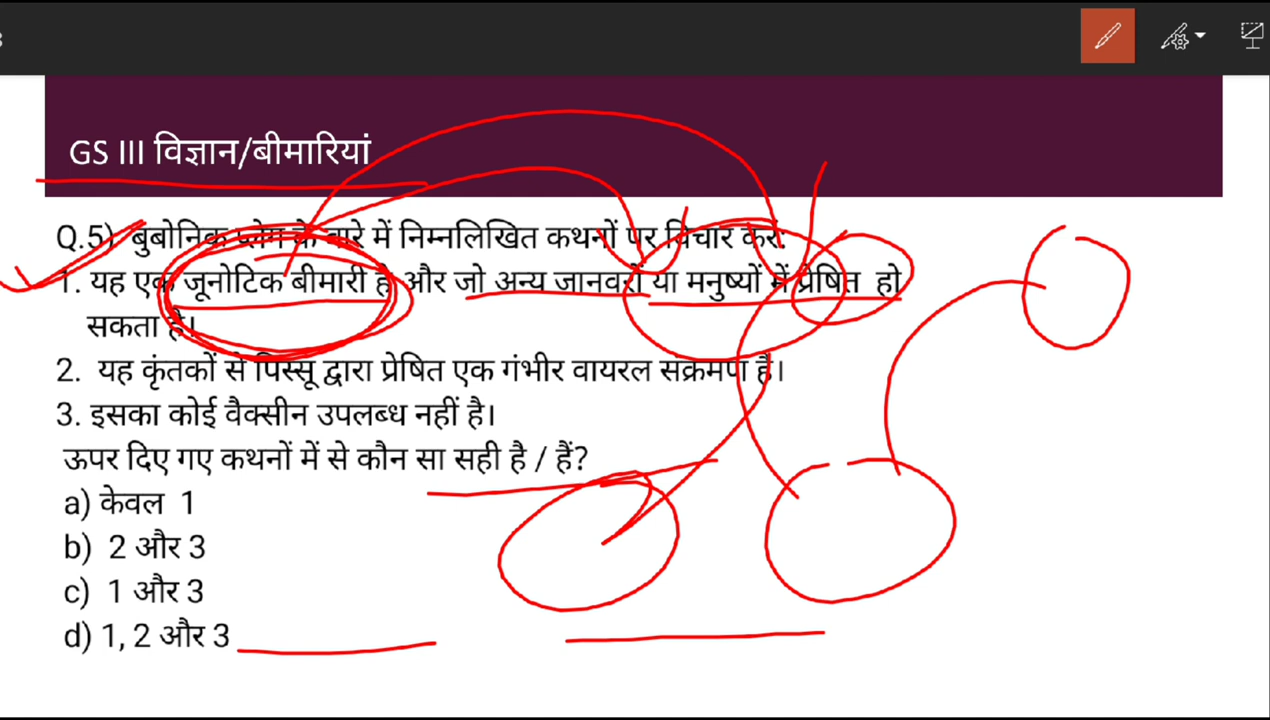 GS III विज्ञान/बीमारियां
Q.5) बुबोनिक प्लेग के बारे में निम्नलिखित कथनों पर विचार करें:
1. यह एक जूनोटिक बीमारी है और जो अन्य जानवरों या मनुष्यों में प्रेषित हो
सकता है।
2. यह कृंतकों से पिस्सू द्वारा प्रेषित एक गंभीर वायरल सक्रमण है।
3. इसका कोई वैक्सीन उपलब्ध नहीं है।
ऊपर दिए गए कथनों में से कौन सा सही है / हैं?
a) केवल 1
b) 2 और 3
c) 1 और 3
d) 1, 2 और 3